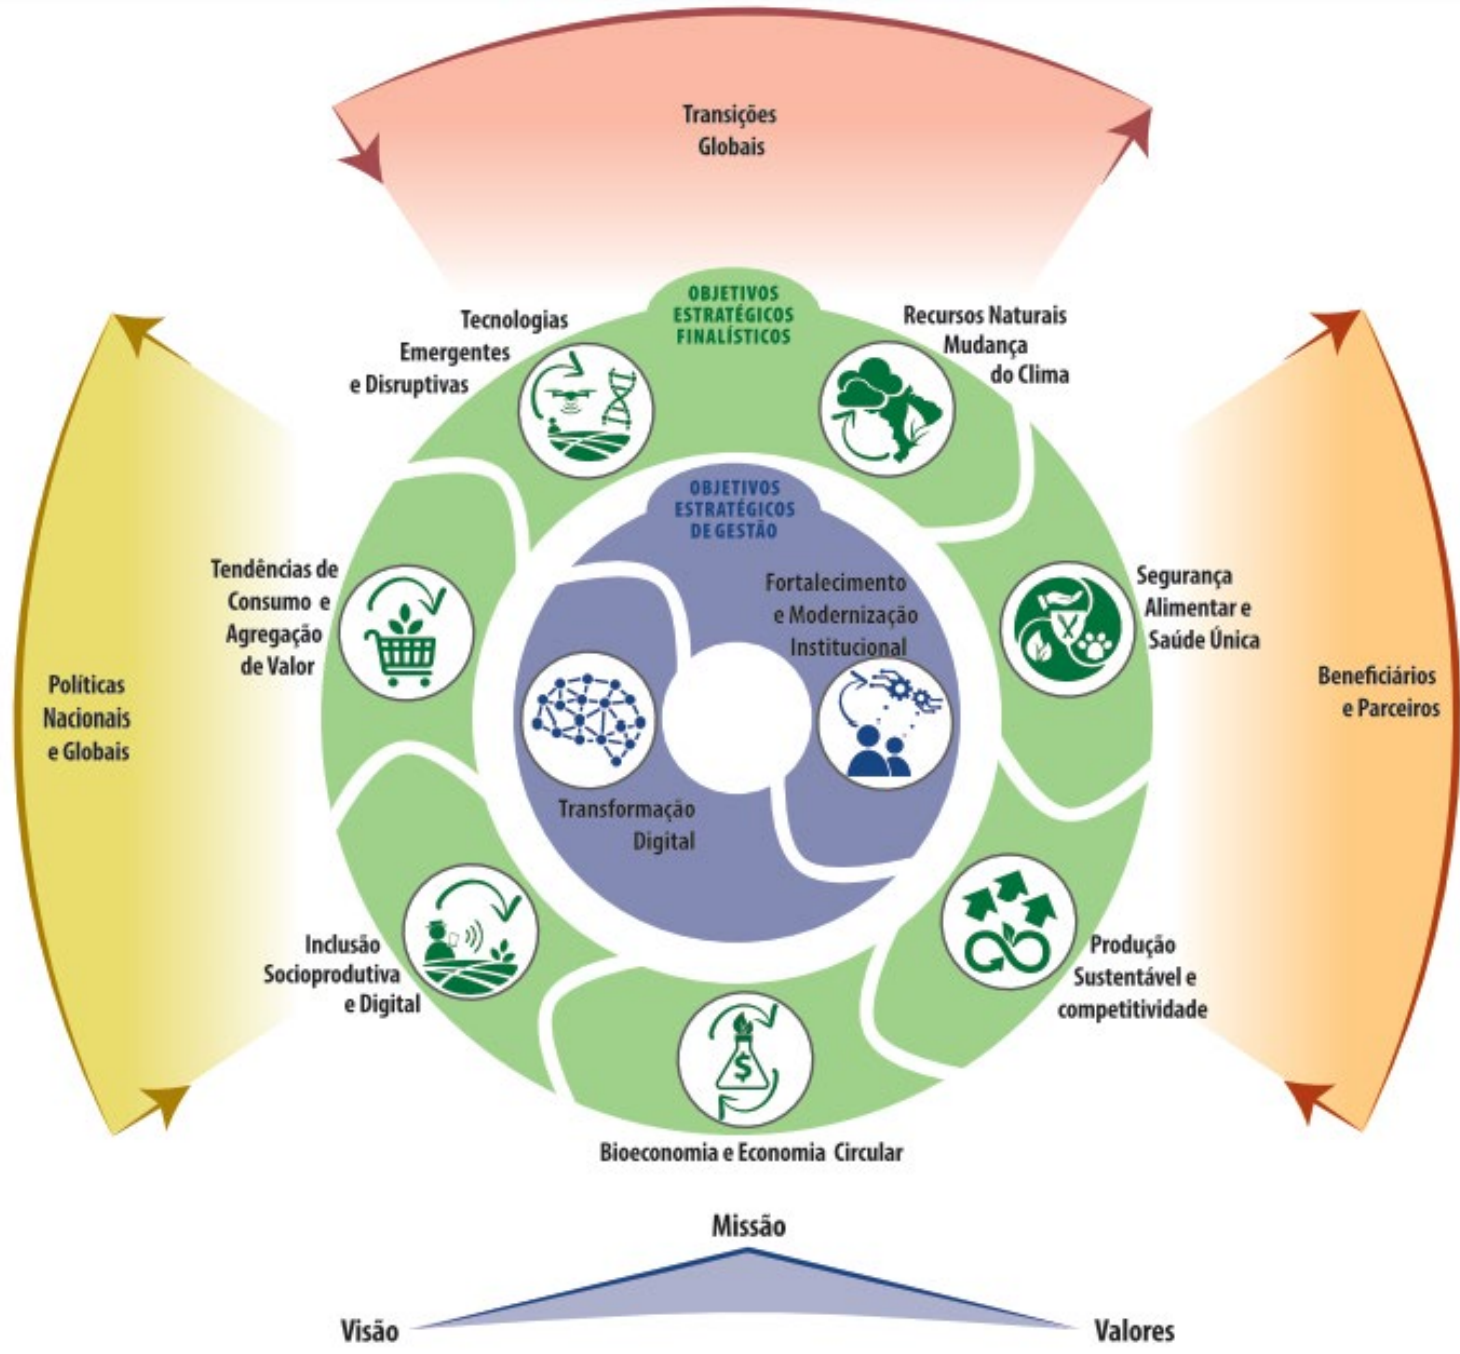 Transições
Globais
OBJETIVOS
ESTRATÉGICOS
FINALÍSTICOS
Tecnologias
Emergentes
e Disruptivas
Recursos Naturais
Mudança
do Clima
OBJETIVOS
ESTRATÉGICOS
DE GESTÃO
Tendências de
Consumo e
Agregação
de Valor
Fortalecimento
e Modernização
Institucional
Segurança
Alimentar e
Saúde Única
Políticas
Nacionais
e Globais
Beneficiários
e Parceiros
Transformação
Digital
Inclusão
Socioprodutiva
e Digital
Produção
Sustentável e
competitividade
$
Bioeconomia e Economia Circular
Missão
Visão
Valores